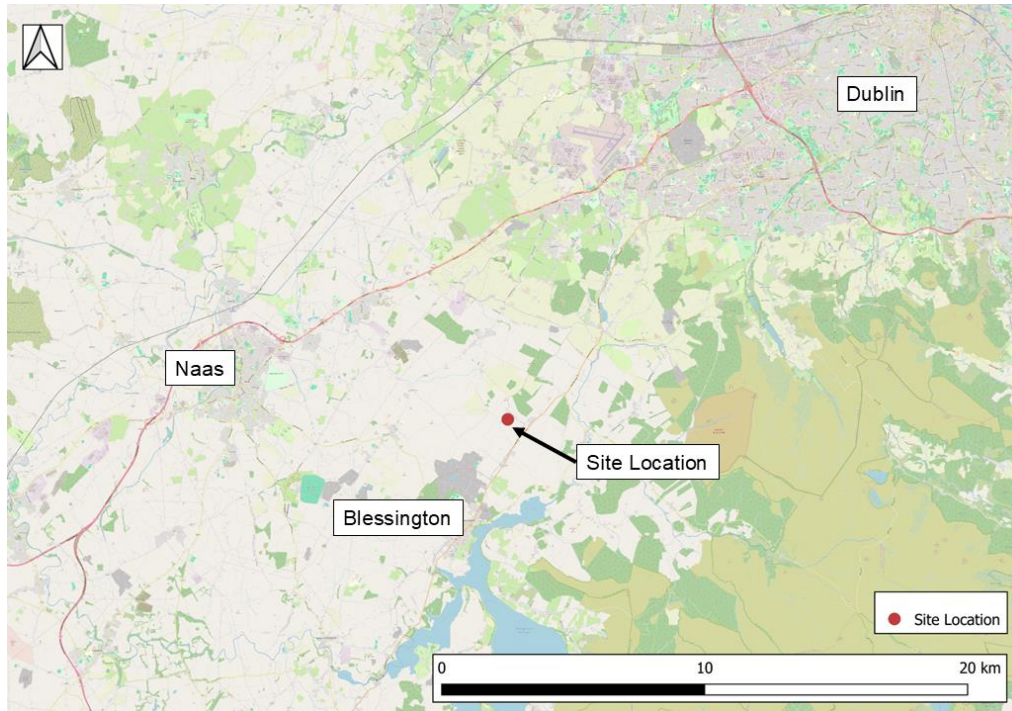 Dublin
Naas
Site Location
Blessington
Site Location
0 10 20 km